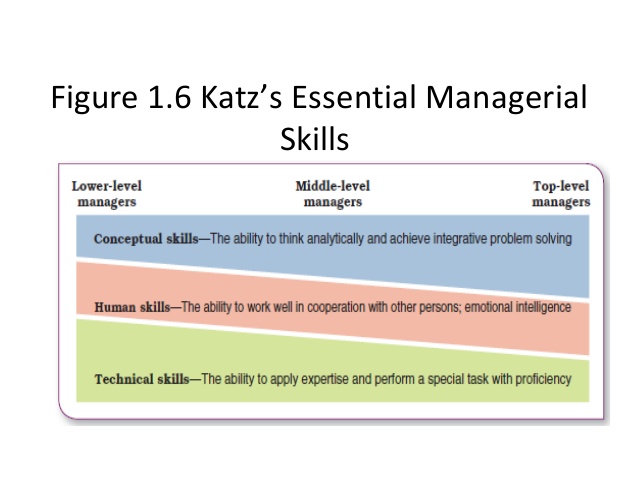 Figure 1.6 Katz’s Essential Managerial
Skills
Lower-level managers
Middle-level managers
Top-level managers
Conceptual skills—The ability to think analytically and achieve integrative problem solving
Human skills—The ability to work well in cooperation with other persons; emotional intelligence
Technical skills—The ability to apply expertise and perform a special task with proficiency